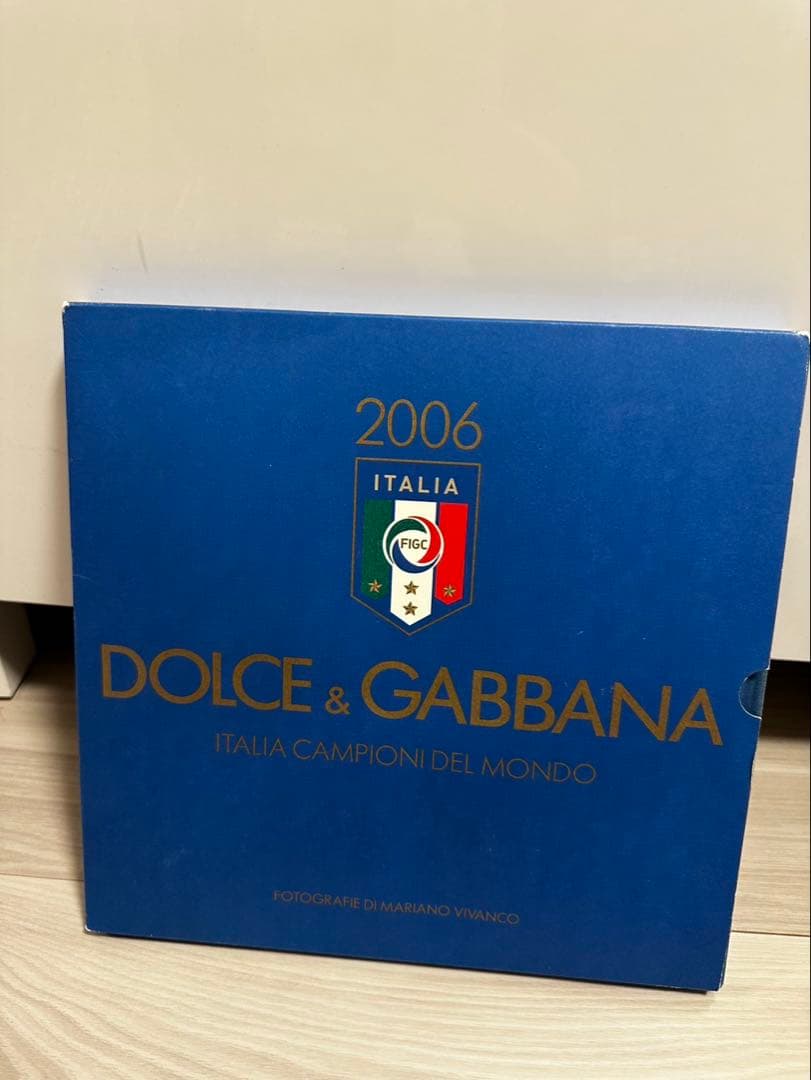 2006
ITALIA
FIGC
DOLCE & GABBANA
ITALIA CAMPIONI DEL MONDO
FOTOGRAFIE DI MARIANO VIVANCO